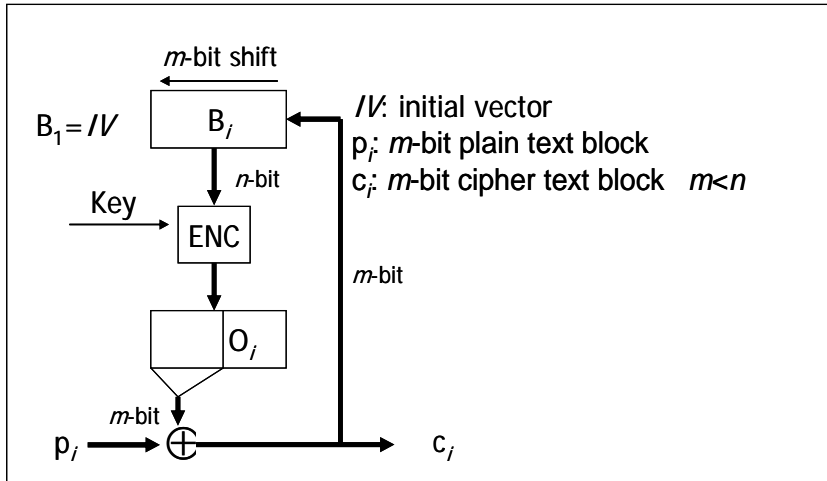 m-bit shift
B1=IV
Bi
IV: initial vector
pi: m-bit plain text block
n-bit
ci: m-bit cipher text block m<n
Key
ENC
m-bit
Oi
m-bit
pi
ci